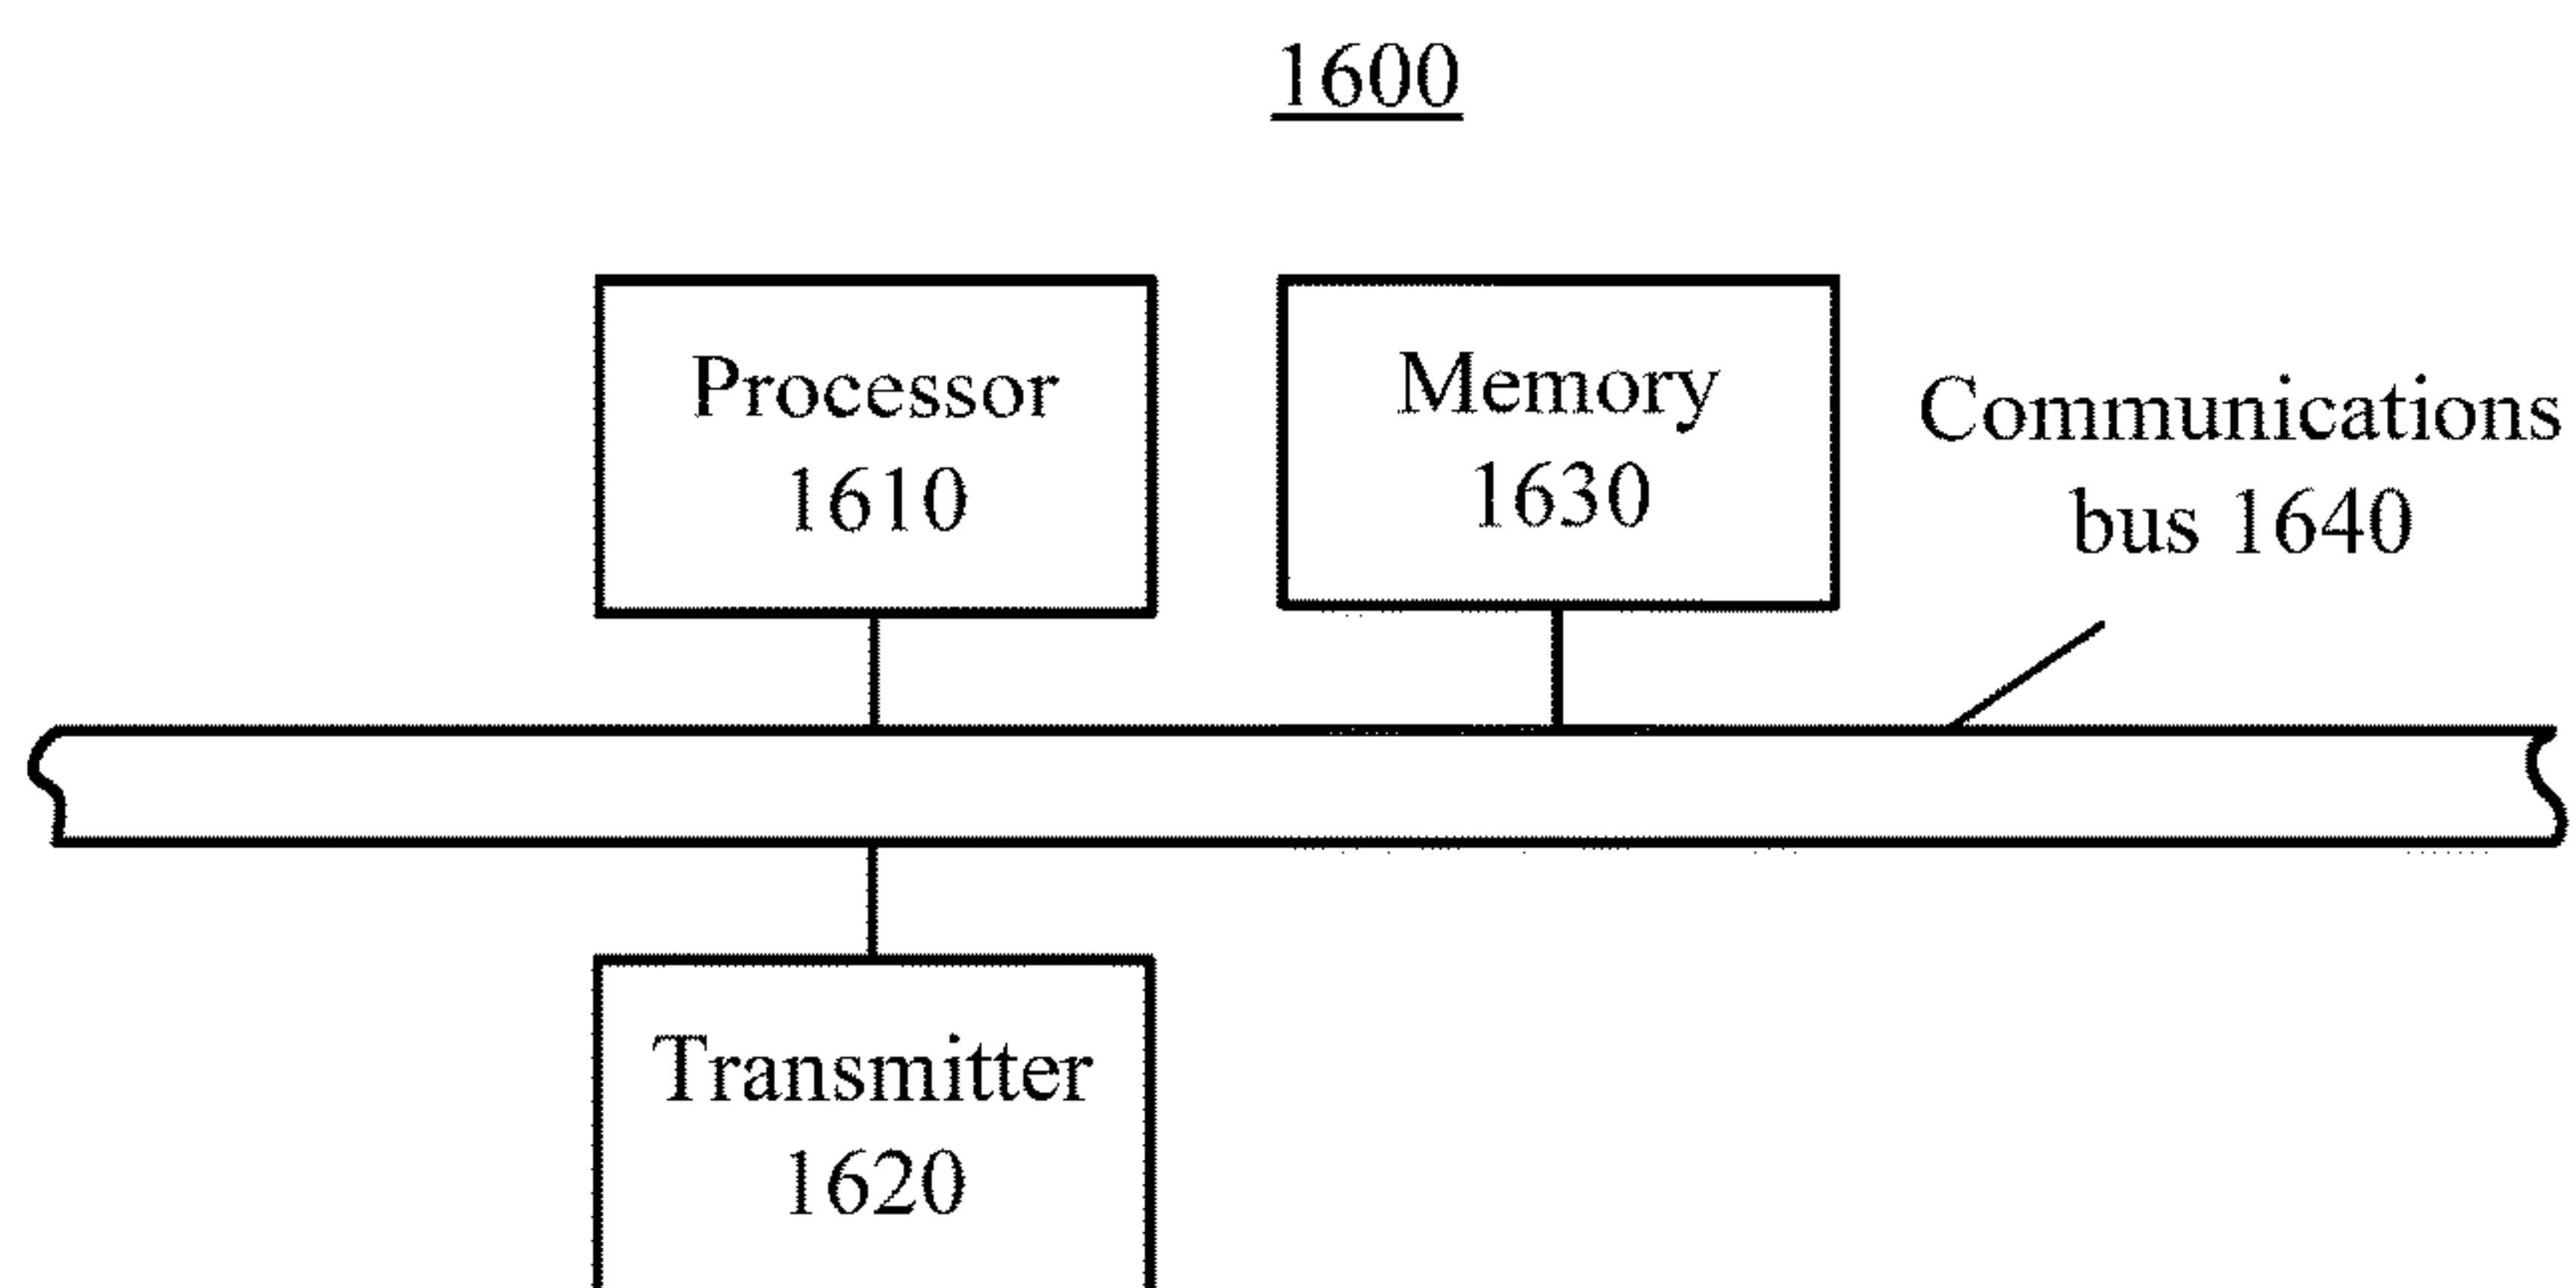 1600
Processor
1610
Memory
1630
Communications
bus 1640
Transmitter
1620